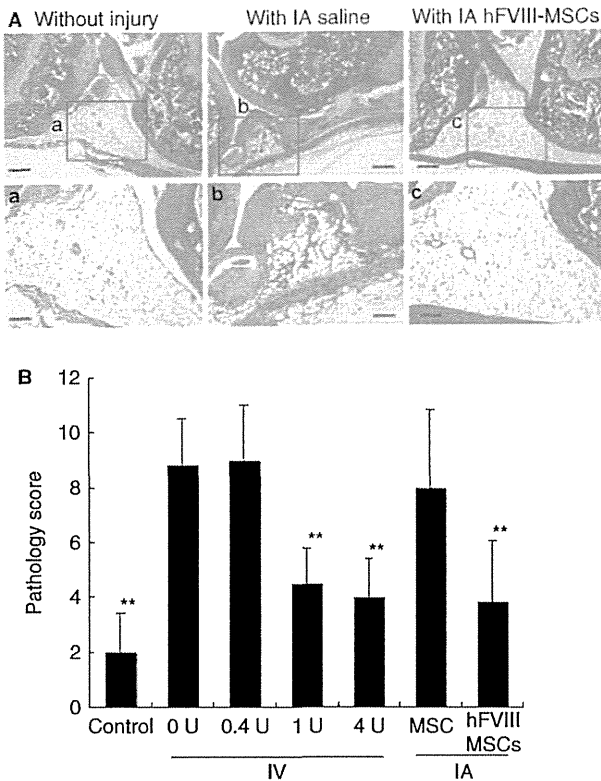 A
Without injury
With IA saline
With IA hFVIII-MSCs
a
b
c
a
b
c
B
Pathology score
12
10
8
6
4
2
0
**
**
**
**
Control
0 U
0.4 U
1 U
4 U
MSC
hFVIII
MSCs
IV
IA